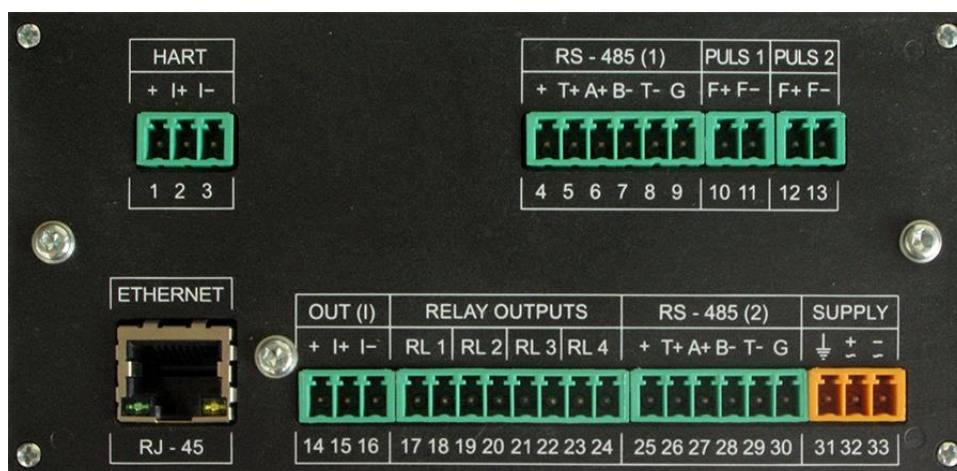 HART
+ I+ I−
1 2 3
RS - 485 (1) PULS 1 PULS 2
+ T+ A+ B- T- G F+ F− F+ F−
4 5 6 7 8 9 10 11 12 13
ETHERNET
RJ - 45
OUT (I) RELAY OUTPUTS RS - 485 (2) SUPPLY
+ I+ I− RL 1 RL 2 RL 3 RL 4 + T+ A+ B- T- G ⏚ + −
14 15 16 17 18 19 20 21 22 23 24 25 26 27 28 29 30 31 32 33